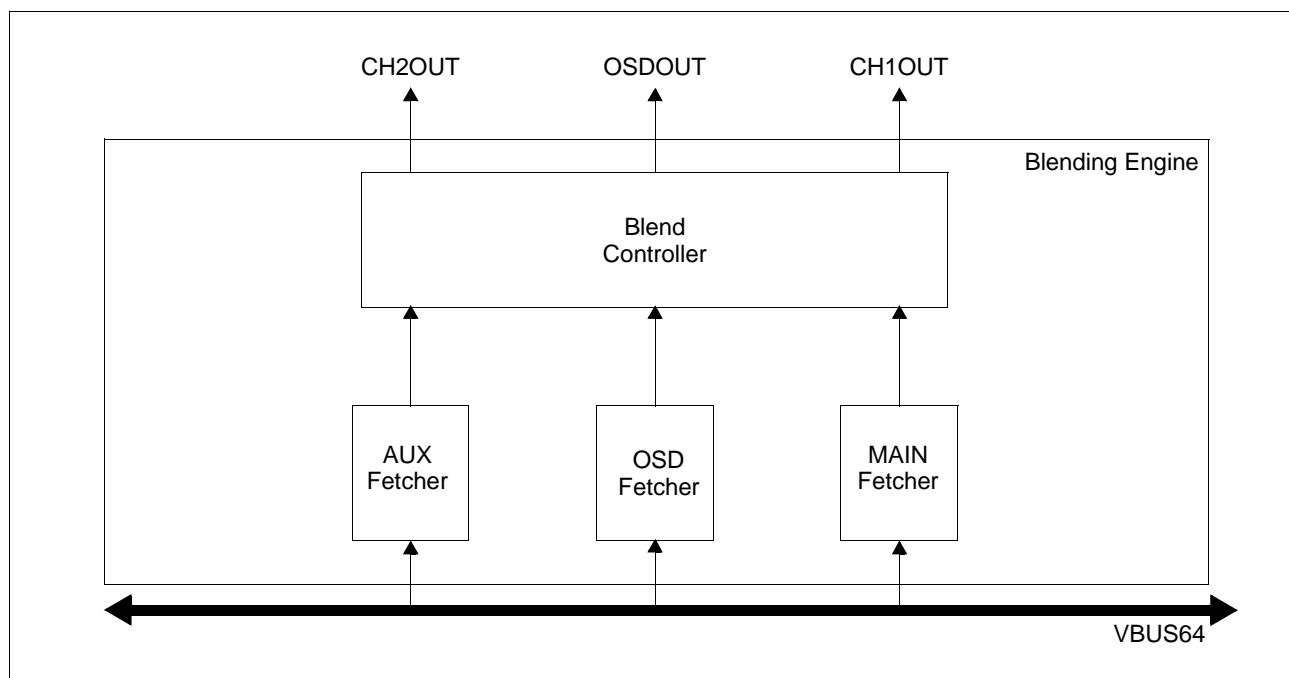 CH2OUT
OSDOUT
CH1OUT
Blending Engine
Blend
Controller
AUX
Fetcher
OSD
Fetcher
MAIN
Fetcher
VBUS64